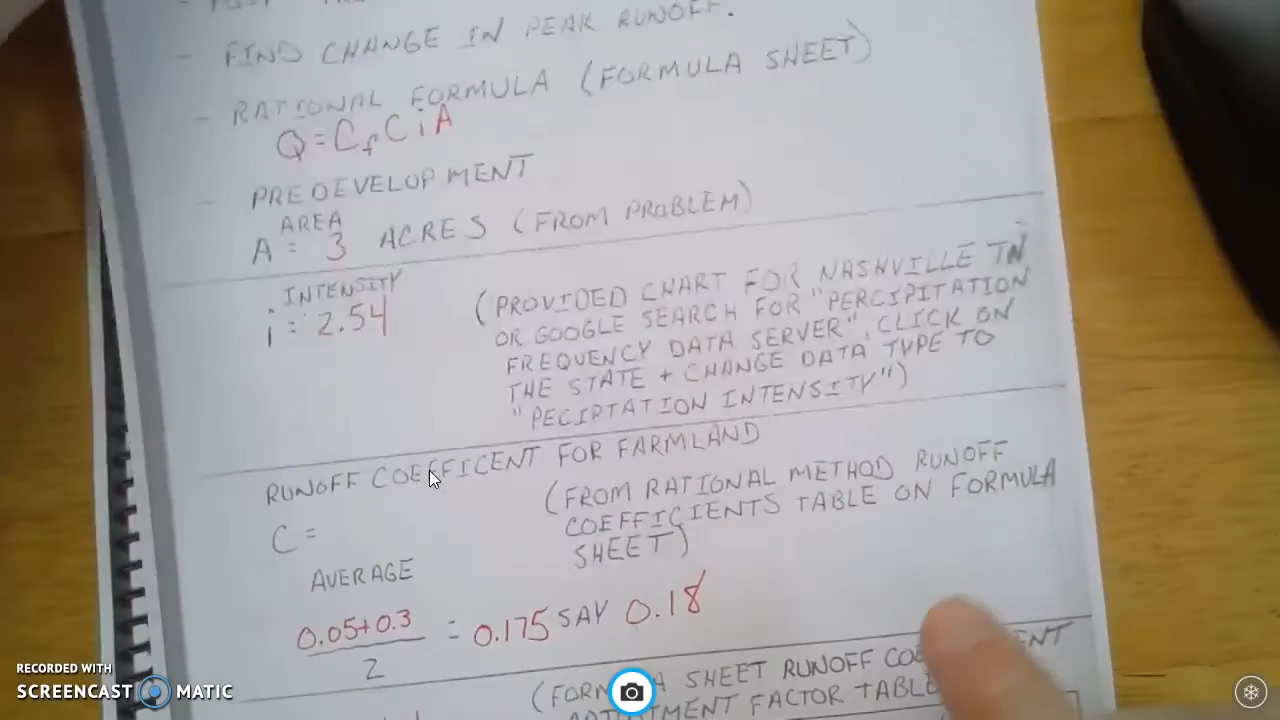 - FIND CHANGE IN PEAK RUNOFF.
- RATIONAL FORMULA (FORMULA SHEET)
Q = CfCiA
- PREDEVELOPMENT
AREA
A = 3 ACRES (FROM PROBLEM)
INTENSITY
i = 2.54
(PROVIDED CHART FOR NASHVILLE TN
OR GOOGLE SEARCH FOR "PERCIPITATION
FREQUENCY DATA SERVER", CLICK ON
THE STATE + CHANGE DATA TYPE TO
"PECIPTATION INTENSITY")
RUNOFF COEFFICENT FOR FARMLAND
C =
(FROM RATIONAL METHOD RUNOFF
COEFFICIENTS TABLE ON FORMULA
SHEET)
AVERAGE
0.05+0.3
2
= 0.175 SAY 0.18
SHEET RUNOFF
FACTOR TABLE
RECORDED WITH
SCREENCAST MATIC